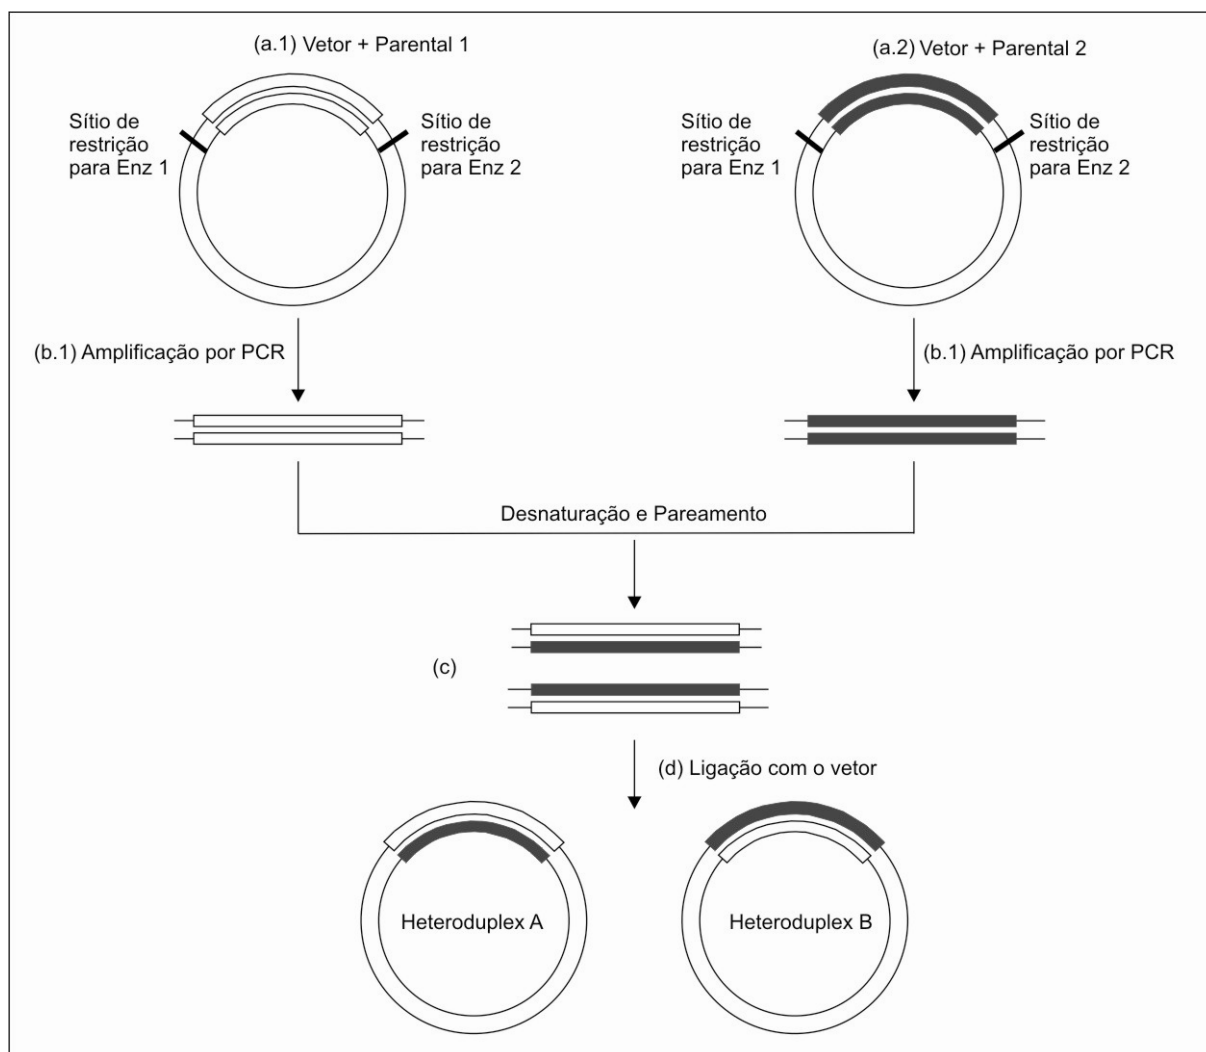 (a.1) Vetor + Parental 1
Sítio de
restrição
para Enz 1
Sítio de
restrição
para Enz 2
(a.2) Vetor + Parental 2
Sítio de
restrição
para Enz 1
Sítio de
restrição
para Enz 2
(b.1) Amplificação por PCR
(b.1) Amplificação por PCR
Desnaturação e Pareamento
(c)
(d) Ligação com o vetor
Heteroduplex A
Heteroduplex B